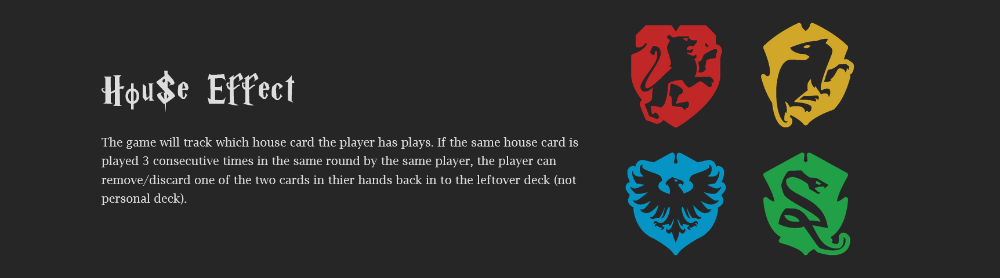 House Effect
The game will track which house card the player has plays. If the same house card is
played 3 consecutive times in the same round by the same player, the player can
remove/discard one of the two cards in thier hands back in to the leftover deck (not
personal deck).